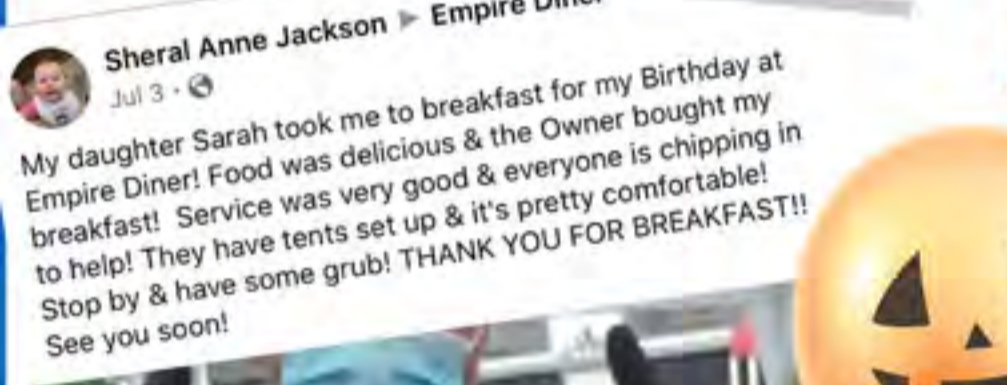 Sheral Anne Jackson ▶ Empire Diner
Jul 3 ·
My daughter Sarah took me to breakfast for my Birthday at
Empire Diner! Food was delicious & the Owner bought my
breakfast!  Service was very good & everyone is chipping in
to help! They have tents set up & it's pretty comfortable!
Stop by & have some grub! THANK YOU FOR BREAKFAST!!
See you soon!